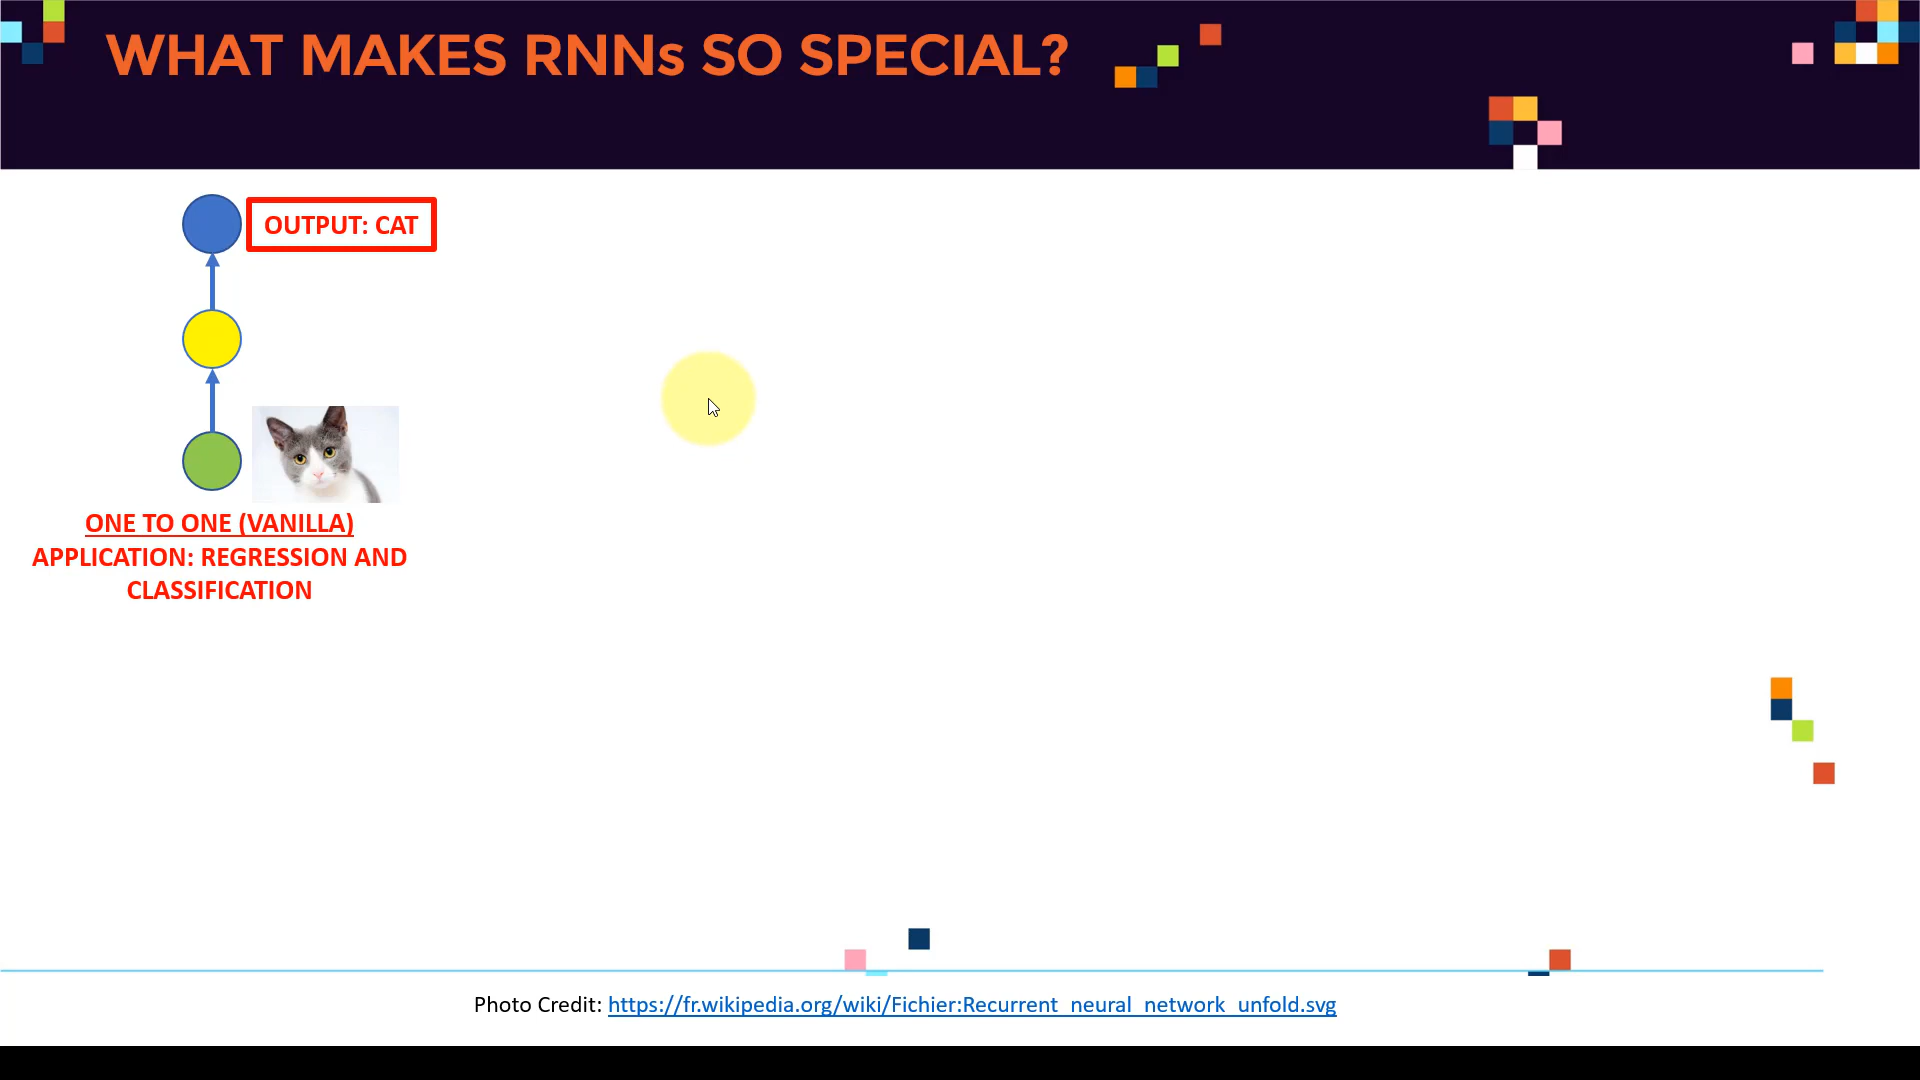 WHAT MAKES RNNs SO SPECIAL?
OUTPUT: CAT
ONE TO ONE (VANILLA)
APPLICATION: REGRESSION AND
CLASSIFICATION
Photo Credit: https://fr.wikipedia.org/wiki/Fichier:Recurrent_neural_network_unfold.svg